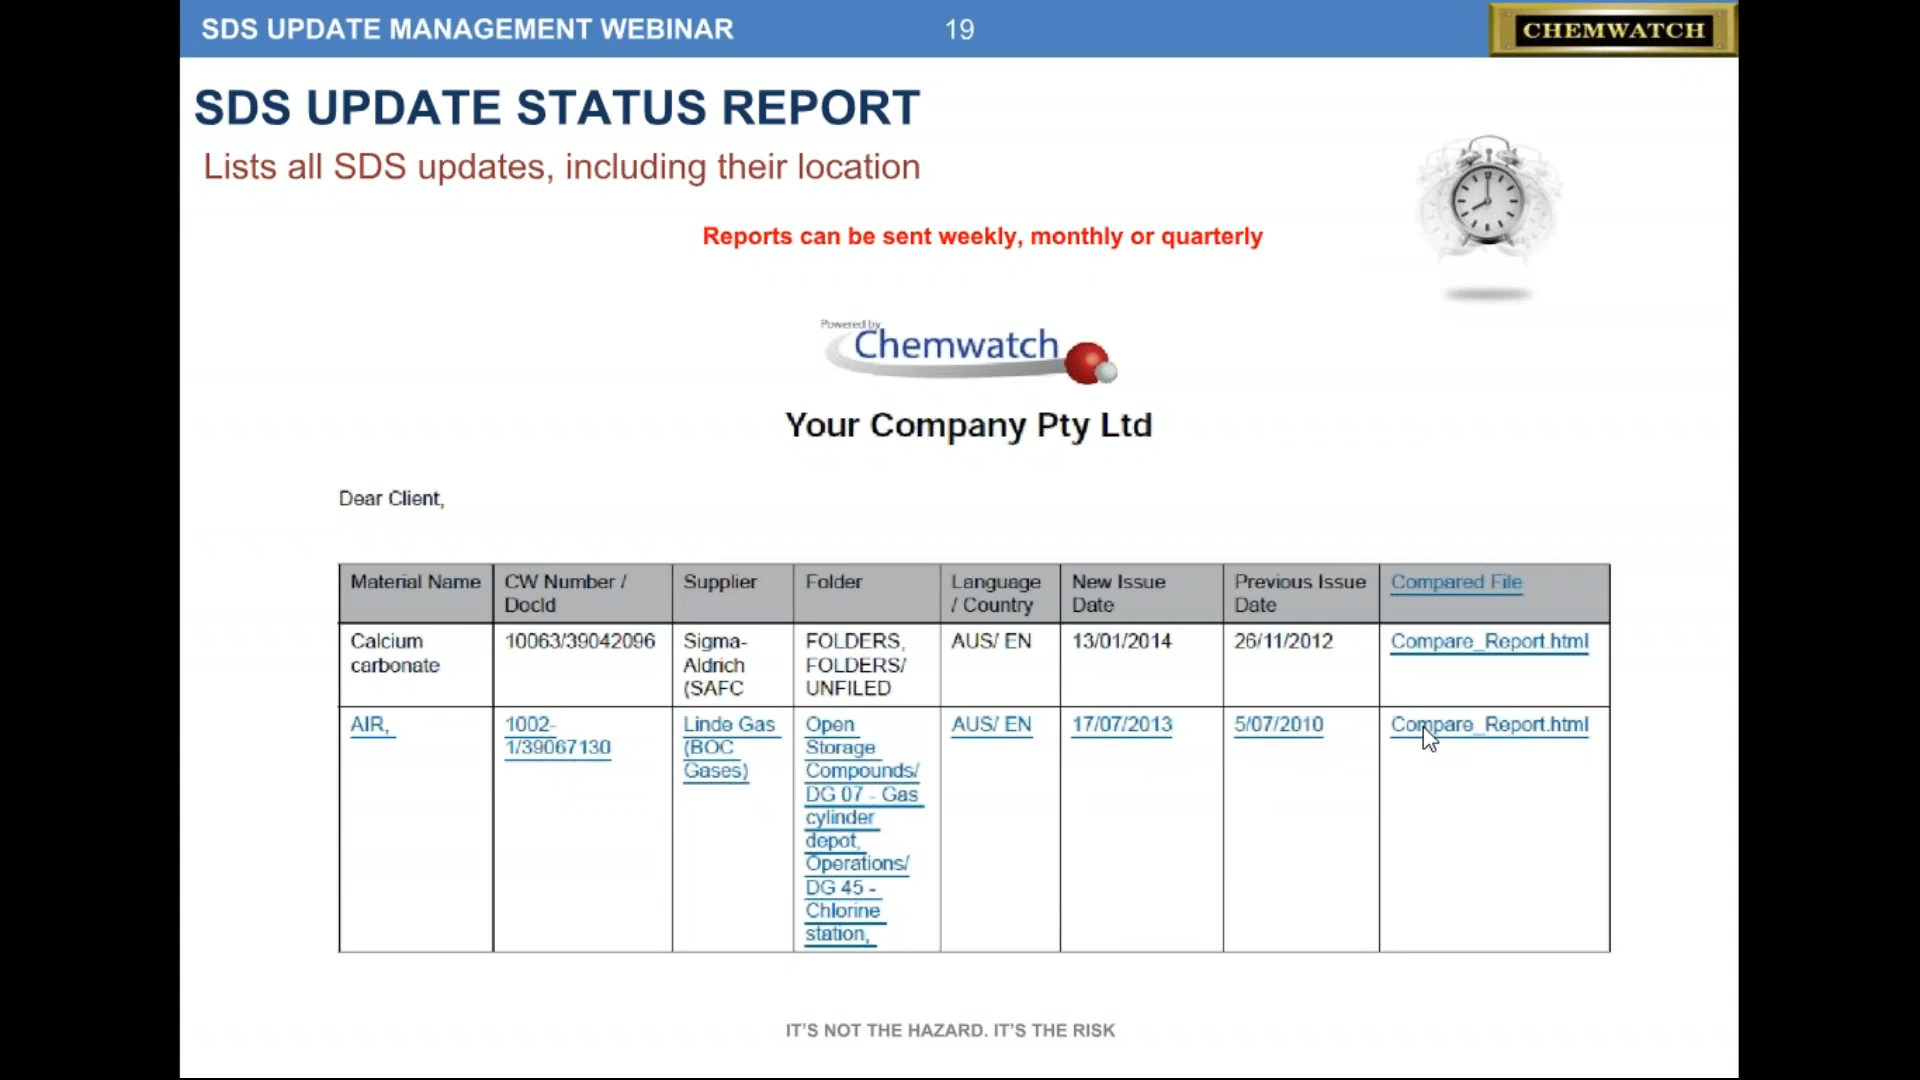 SDS UPDATE MANAGEMENT WEBINAR
19
CHEMWATCH
SDS UPDATE STATUS REPORT
Lists all SDS updates, including their location
Reports can be sent weekly, monthly or quarterly
Powered by
Chemwatch
Your Company Pty Ltd
Dear Client,
Material Name
CW Number /
DocId
Supplier
Folder
Language
/ Country
New Issue
Date
Previous Issue
Date
Compared File
Calcium
carbonate
10063/39042096
Sigma-
Aldrich
(SAFC
FOLDERS,
FOLDERS/
UNFILED
AUS/ EN
13/01/2014
26/11/2012
Compare_Report.html
AIR,
1002-
1/39067130
Linde Gas
(BOC
Gases)
Open
Storage
Compounds/
DG 07 - Gas
cylinder
depot,
Operations/
DG 45 -
Chlorine
station,
AUS/ EN
17/07/2013
5/07/2010
Compare_Report.html
IT'S NOT THE HAZARD. IT'S THE RISK